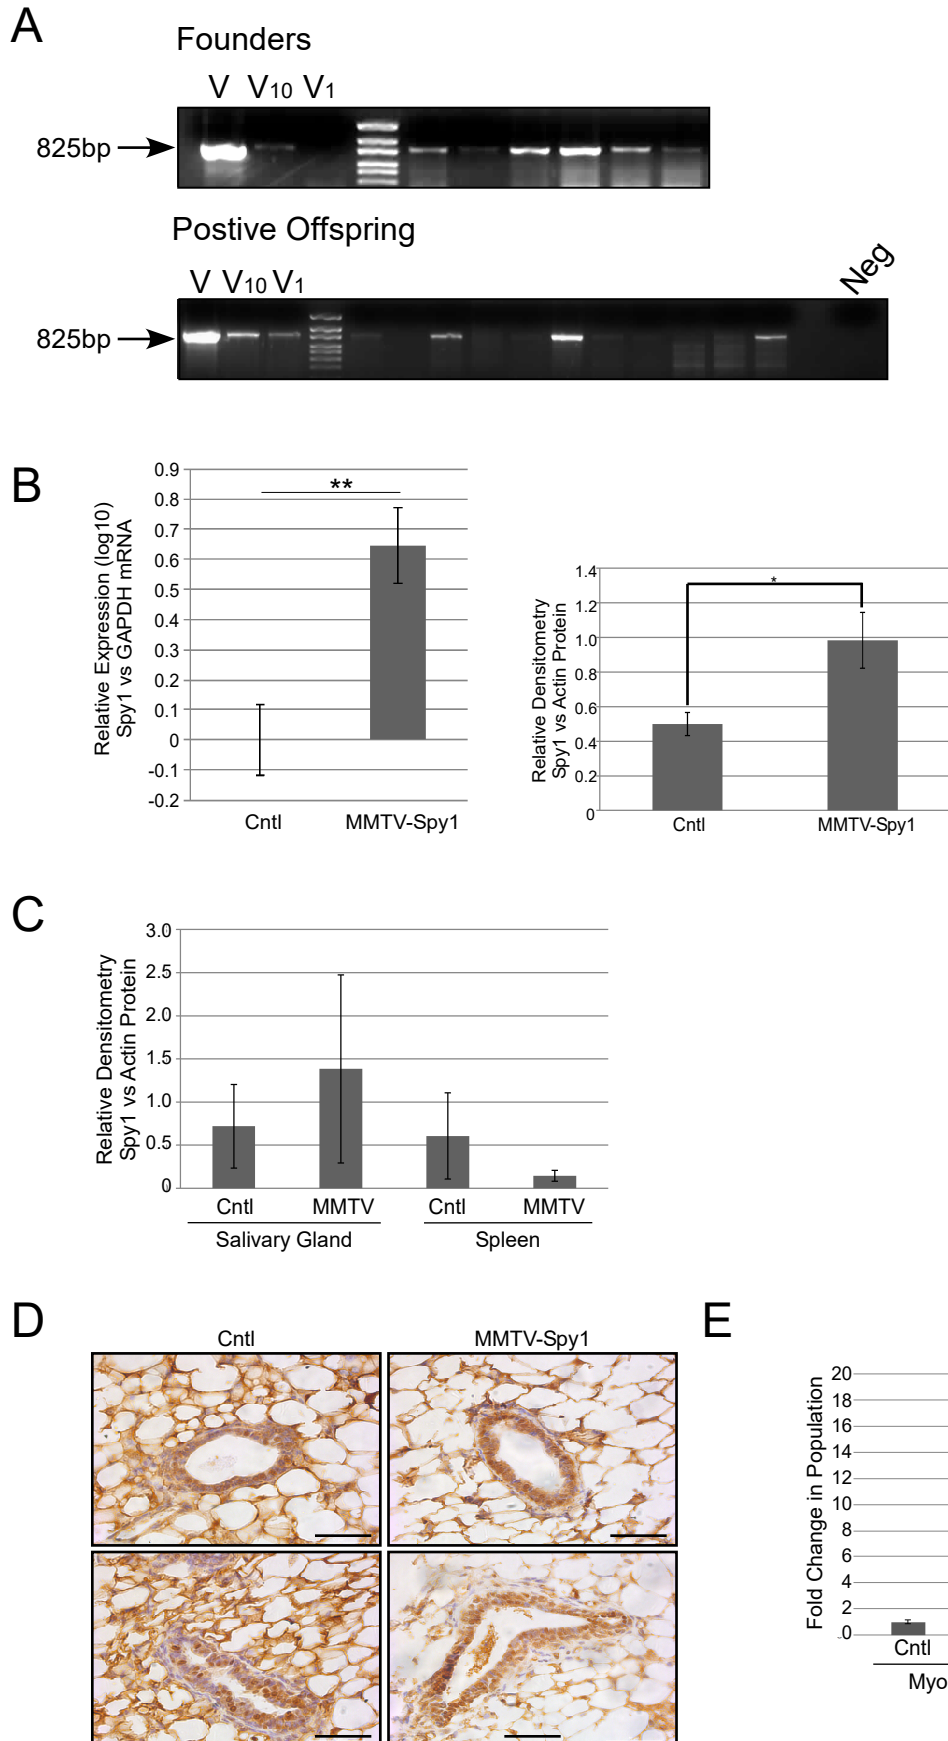 A
Founders
V V10 V1
825bp
Postive Offspring
V V10 V1
Neg
825bp
B
Relative Expression (log10)
Spy1 vs GAPDH mRNA
0.9
0.8
0.7
0.6
0.5
0.4
0.3
0.2
0.1
0
-0.1
-0.2
**
Cntl MMTV-Spy1
Relative Densitometry
Spy1 vs Actin Protein
1.4
1.2
1.0
0.8
0.6
0.4
0.2
0
*
Cntl MMTV-Spy1
C
Relative Densitometry
Spy1 vs Actin Protein
3.0
2.5
2.0
1.5
1.0
0.5
0
Cntl MMTV Cntl MMTV
Salivary Gland Spleen
D
Cntl MMTV-Spy1
E
Fold Change in Population
20
18
16
14
12
10
8
6
4
2
0
Cntl
Myo